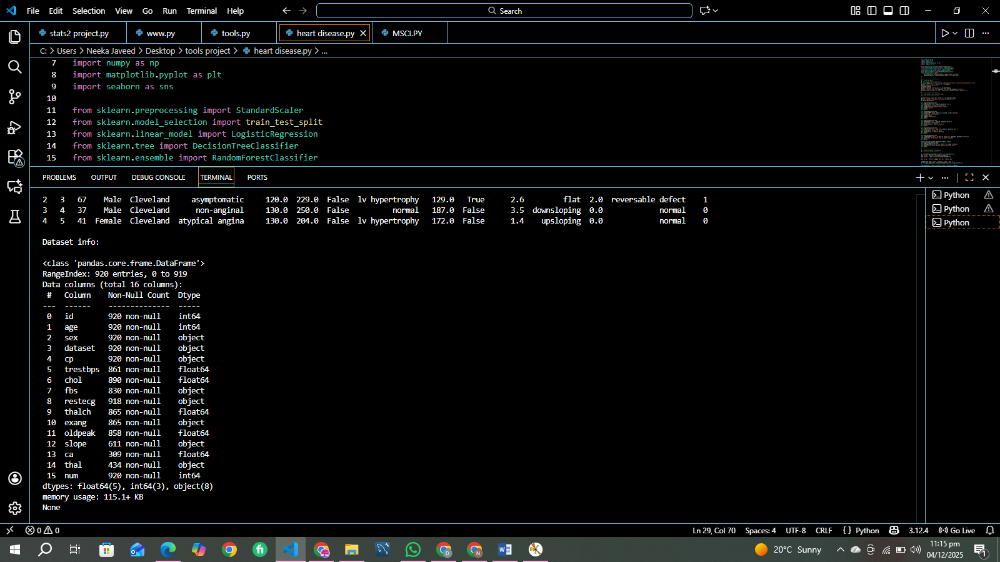 File Edit Selection View Go Run Terminal Help
Search
stats2 project.py
www.py
tools.py
heart disease.py
MSCI.PY
C: > Users > Neeka Javeed > Desktop > tools project > heart disease.py > ...
7 import numpy as np
8 import matplotlib.pyplot as plt
9 import seaborn as sns
10
11 from sklearn.preprocessing import StandardScaler
12 from sklearn.model_selection import train_test_split
13 from sklearn.linear_model import LogisticRegression
14 from sklearn.tree import DecisionTreeClassifier
15 from sklearn.ensemble import RandomForestClassifier
PROBLEMS OUTPUT DEBUG CONSOLE TERMINAL PORTS
2 3 67 Male Cleveland asymptomatic 120.0 229.0 False lv hypertrophy 129.0 True 2.6 flat 2.0 reversable defect 1
3 4 37 Male Cleveland non-anginal 130.0 250.0 False normal 187.0 False 3.5 downsloping 0.0 normal 0
4 5 41 Female Cleveland atypical angina 130.0 204.0 False lv hypertrophy 172.0 False 1.4 upsloping 0.0 normal 0
Dataset info:
<class 'pandas.core.frame.DataFrame'>
RangeIndex: 920 entries, 0 to 919
Data columns (total 16 columns):
# Column Non-Null Count Dtype
--- ------ -------------- -----
0 id 920 non-null int64
1 age 920 non-null int64
2 sex 920 non-null object
3 dataset 920 non-null object
4 cp 920 non-null object
5 trestbps 861 non-null float64
6 chol 890 non-null float64
7 fbs 830 non-null object
8 restecg 918 non-null object
9 thalch 865 non-null float64
10 exang 865 non-null object
11 oldpeak 858 non-null float64
12 slope 611 non-null object
13 ca 309 non-null float64
14 thal 434 non-null object
15 num 920 non-null int64
dtypes: float64(5), int64(3), object(8)
memory usage: 115.1+ KB
None
Python
Python
Python
0 0
Ln 29, Col 70 Spaces: 4 UTF-8 CRLF { } Python 3.12.4 Go Live
20°C Sunny
11:15 pm
04/12/2025
1